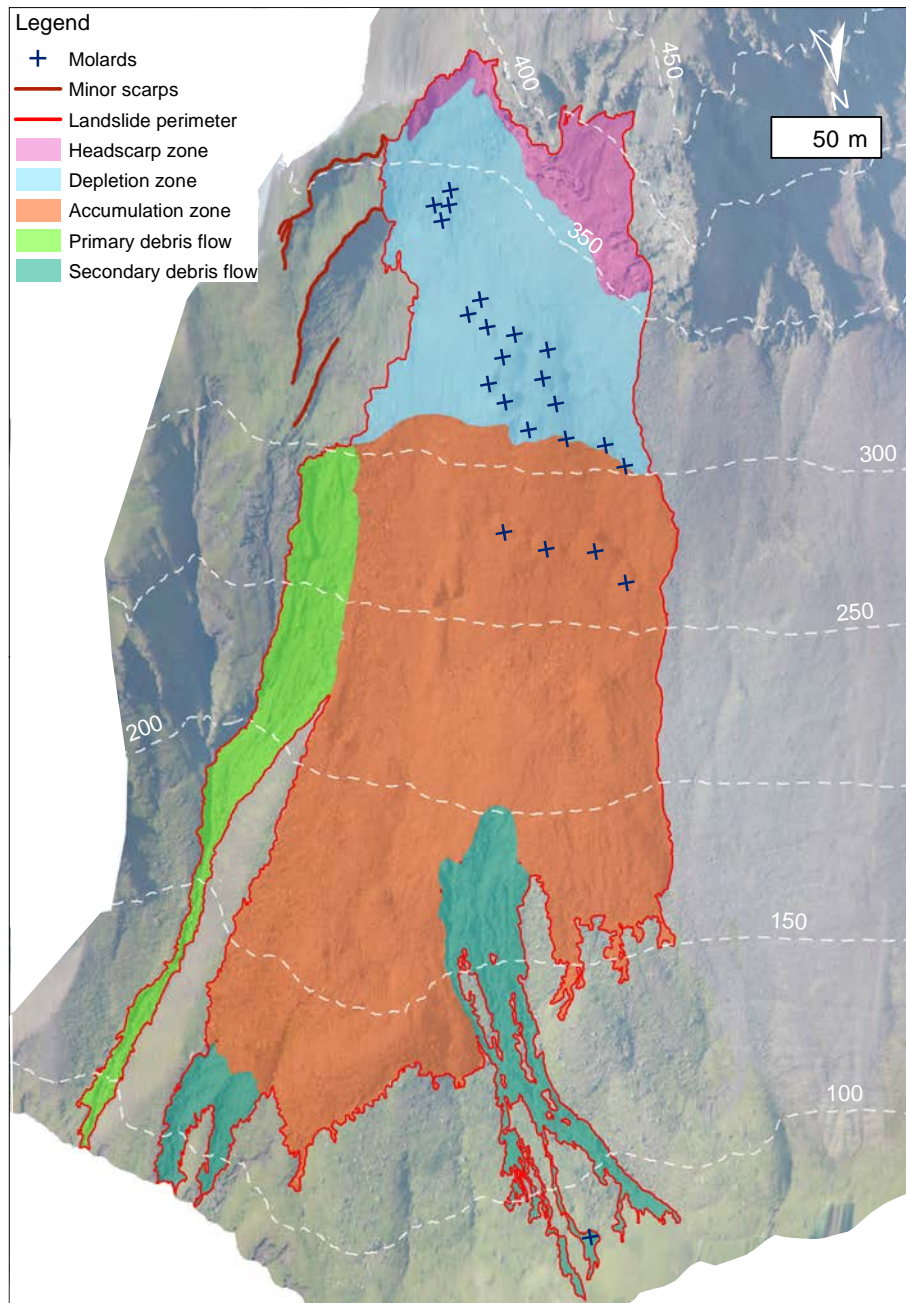 Legend
Molards
Minor scarps
Landslide perimeter
Headscarp zone
Depletion zone
Accumulation zone
Primary debris flow
Secondary debris flow
400
450
N
50 m
350
300
250
200
150
100